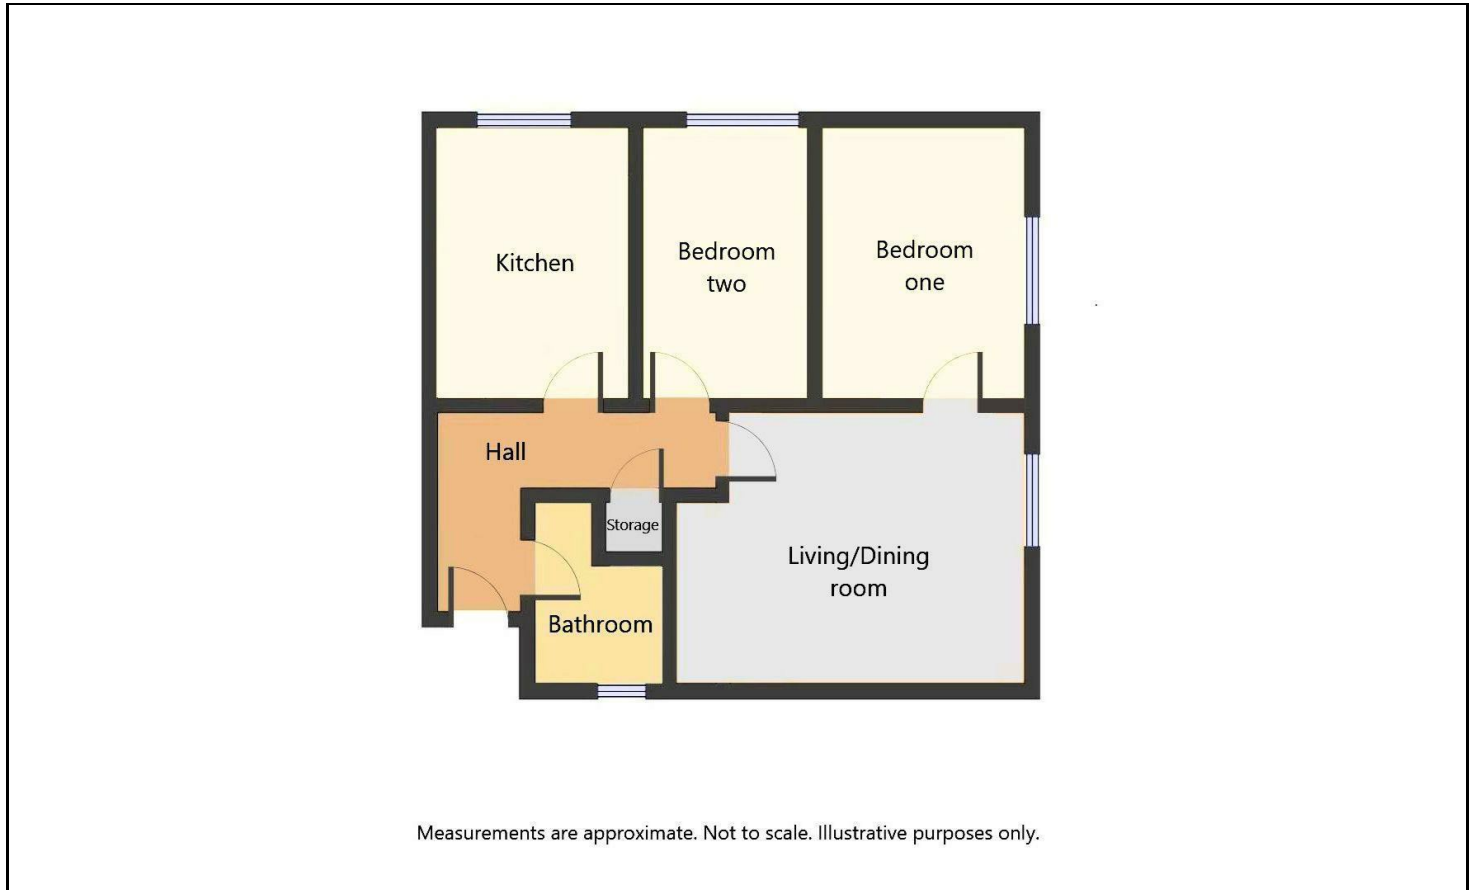 Kitchen
Bedroom
two
Bedroom
one
Hall
Storage
Living/Dining
room
Bathroom
Measurements are approximate. Not to scale. Illustrative purposes only.